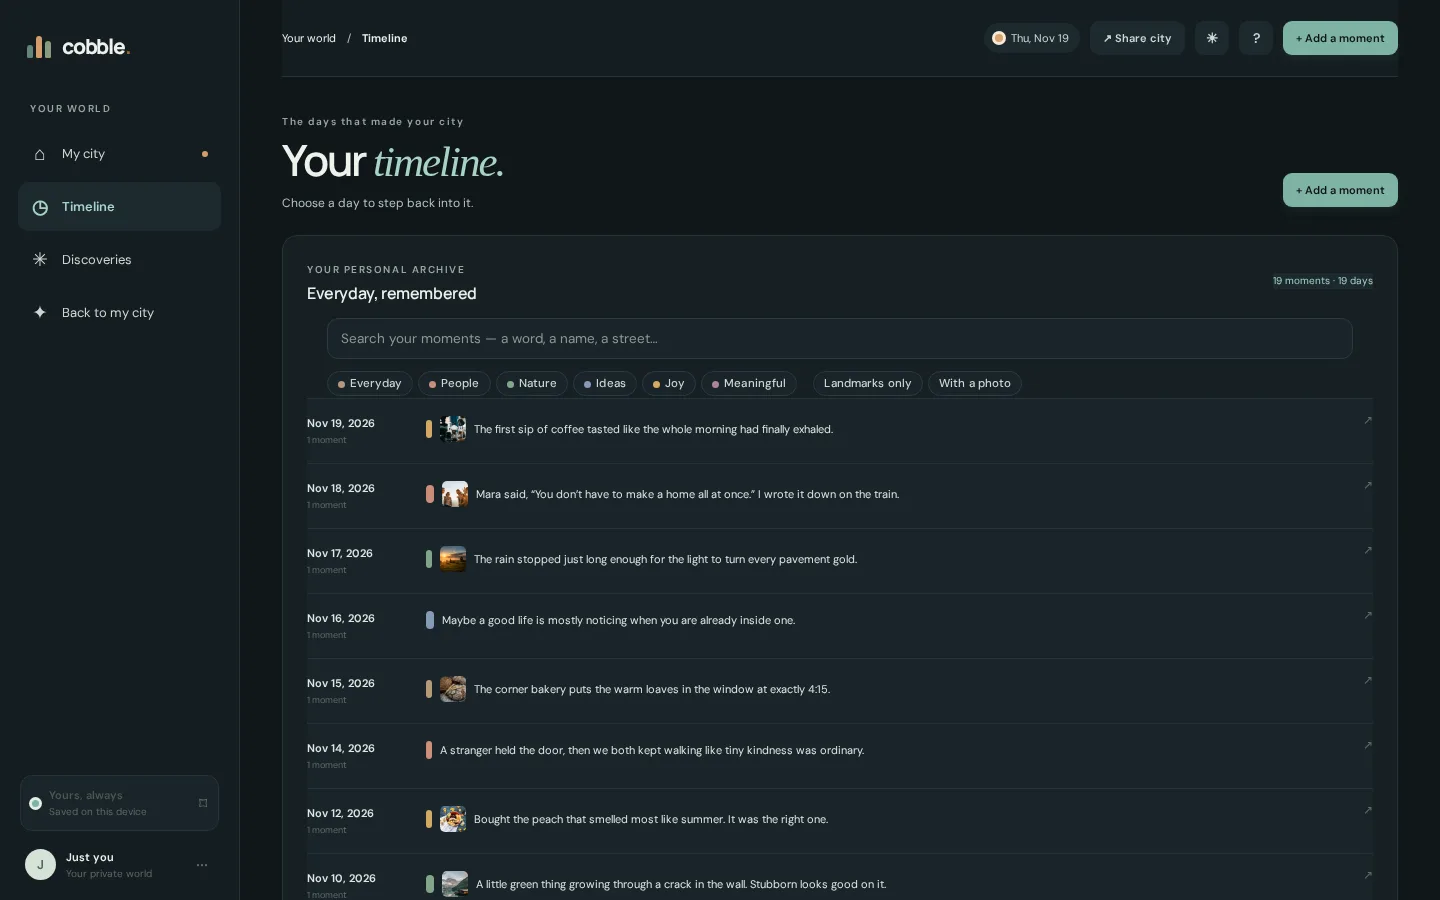 cobble.
YOUR WORLD
My city
Timeline
Discoveries
Back to my city
Yours, always
Saved on this device
J
Just you
Your private world
...
Your world / Timeline
Thu, Nov 19
↗ Share city
?
+ Add a moment
The days that made your city
Your timeline.
Choose a day to step back into it.
+ Add a moment
YOUR PERSONAL ARCHIVE
Everyday, remembered
19 moments · 19 days
Search your moments — a word, a name, a street...
Everyday
People
Nature
Ideas
Joy
Meaningful
Landmarks only
With a photo
Nov 19, 2026
1 moment
The first sip of coffee tasted like the whole morning had finally exhaled.
Nov 18, 2026
1 moment
Mara said, “You don’t have to make a home all at once.” I wrote it down on the train.
Nov 17, 2026
1 moment
The rain stopped just long enough for the light to turn every pavement gold.
Nov 16, 2026
1 moment
Maybe a good life is mostly noticing when you are already inside one.
Nov 15, 2026
1 moment
The corner bakery puts the warm loaves in the window at exactly 4:15.
Nov 14, 2026
1 moment
A stranger held the door, then we both kept walking like tiny kindness was ordinary.
Nov 12, 2026
1 moment
Bought the peach that smelled most like summer. It was the right one.
Nov 10, 2026
1 moment
A little green thing growing through a crack in the wall. Stubborn looks good on it.